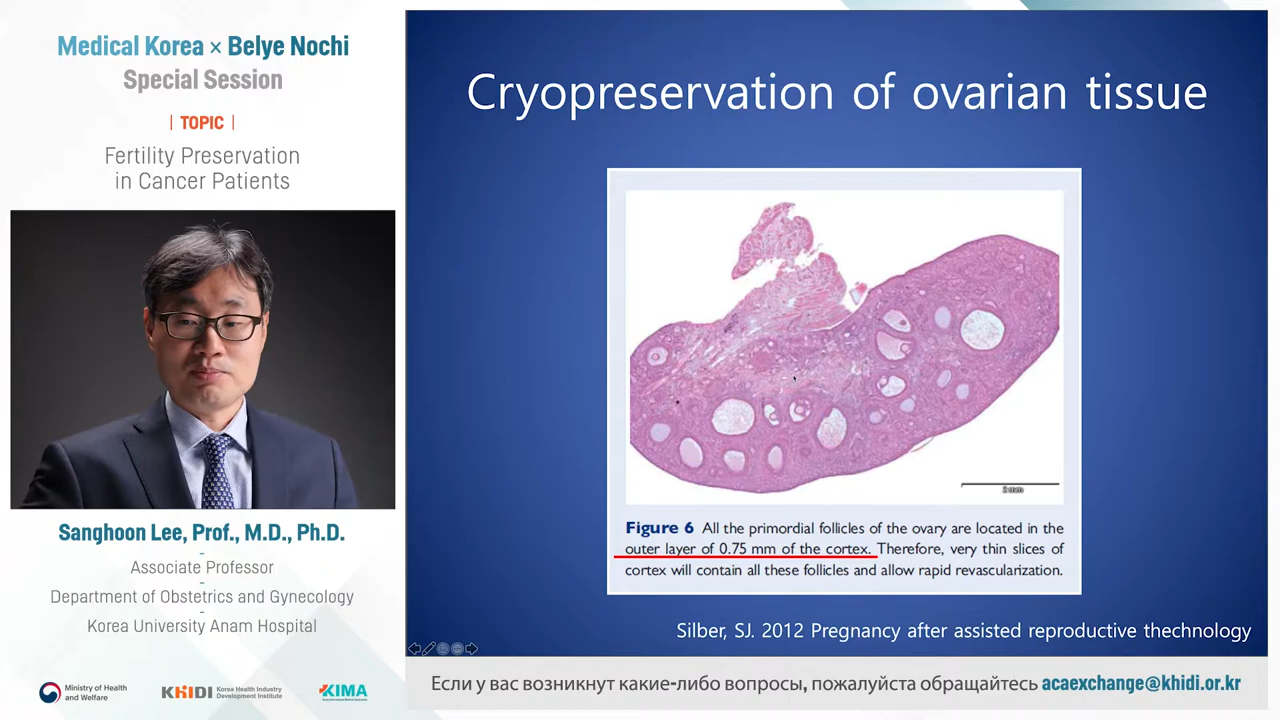 Medical Korea × Belye Nochi
Special Session
| TOPIC |
Fertility Preservation
in Cancer Patients
Sanghoon Lee, Prof., M.D., Ph.D.
-
Associate Professor
-
Department of Obstetrics and Gynecology
-
Korea University Anam Hospital
Ministry of Health
and Welfare
KHIDI Korea Health Industry
Development Institute
KIMA
Cryopreservation of ovarian tissue
2 mm
Figure 6 All the primordial follicles of the ovary are located in the
outer layer of 0.75 mm of the cortex. Therefore, very thin slices of
cortex will contain all these follicles and allow rapid revascularization.
Silber, SJ. 2012 Pregnancy after assisted reproductive thechnology
Если у вас возникнут какие-либо вопросы, пожалуйста обращайтесь acaexchange@khidi.or.kr